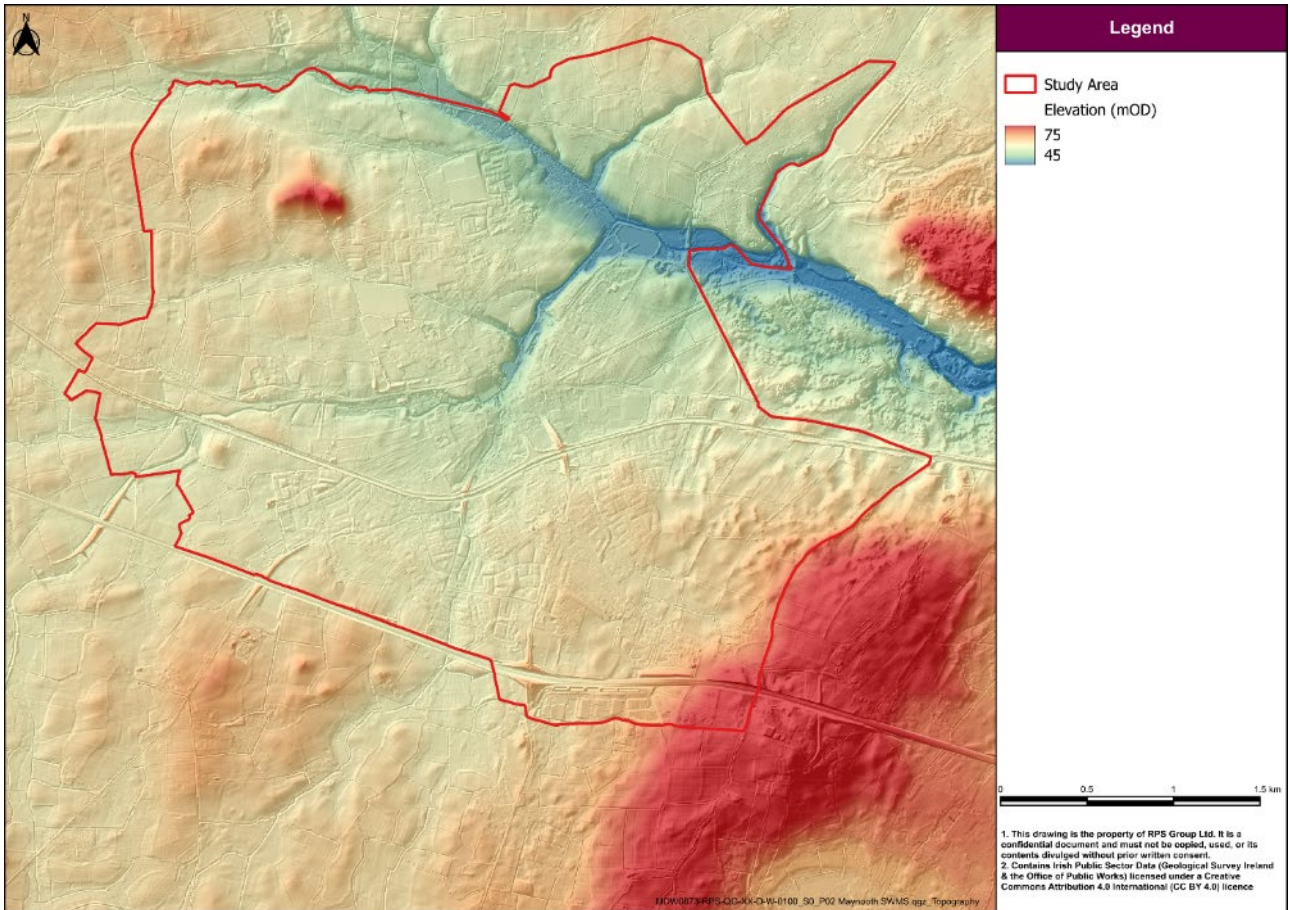 N
Legend
Study Area
Elevation (mOD)
75
45
0 0.5 1 1.5 km
1. This drawing is the property of RPS Group Ltd. It is a
confidential document and must not be copied, used, or its
contents divulged without prior written consent.
2. Contains Irish Public Sector Data (Geological Survey Ireland
& the Office of Public Works) licensed under a Creative
Commons Attribution 4.0 International (CC BY 4.0) licence
MDW0873-RPS-QG-XX-D-W-0100_S0_P02 Maynooth SWMS.qgz_Topography